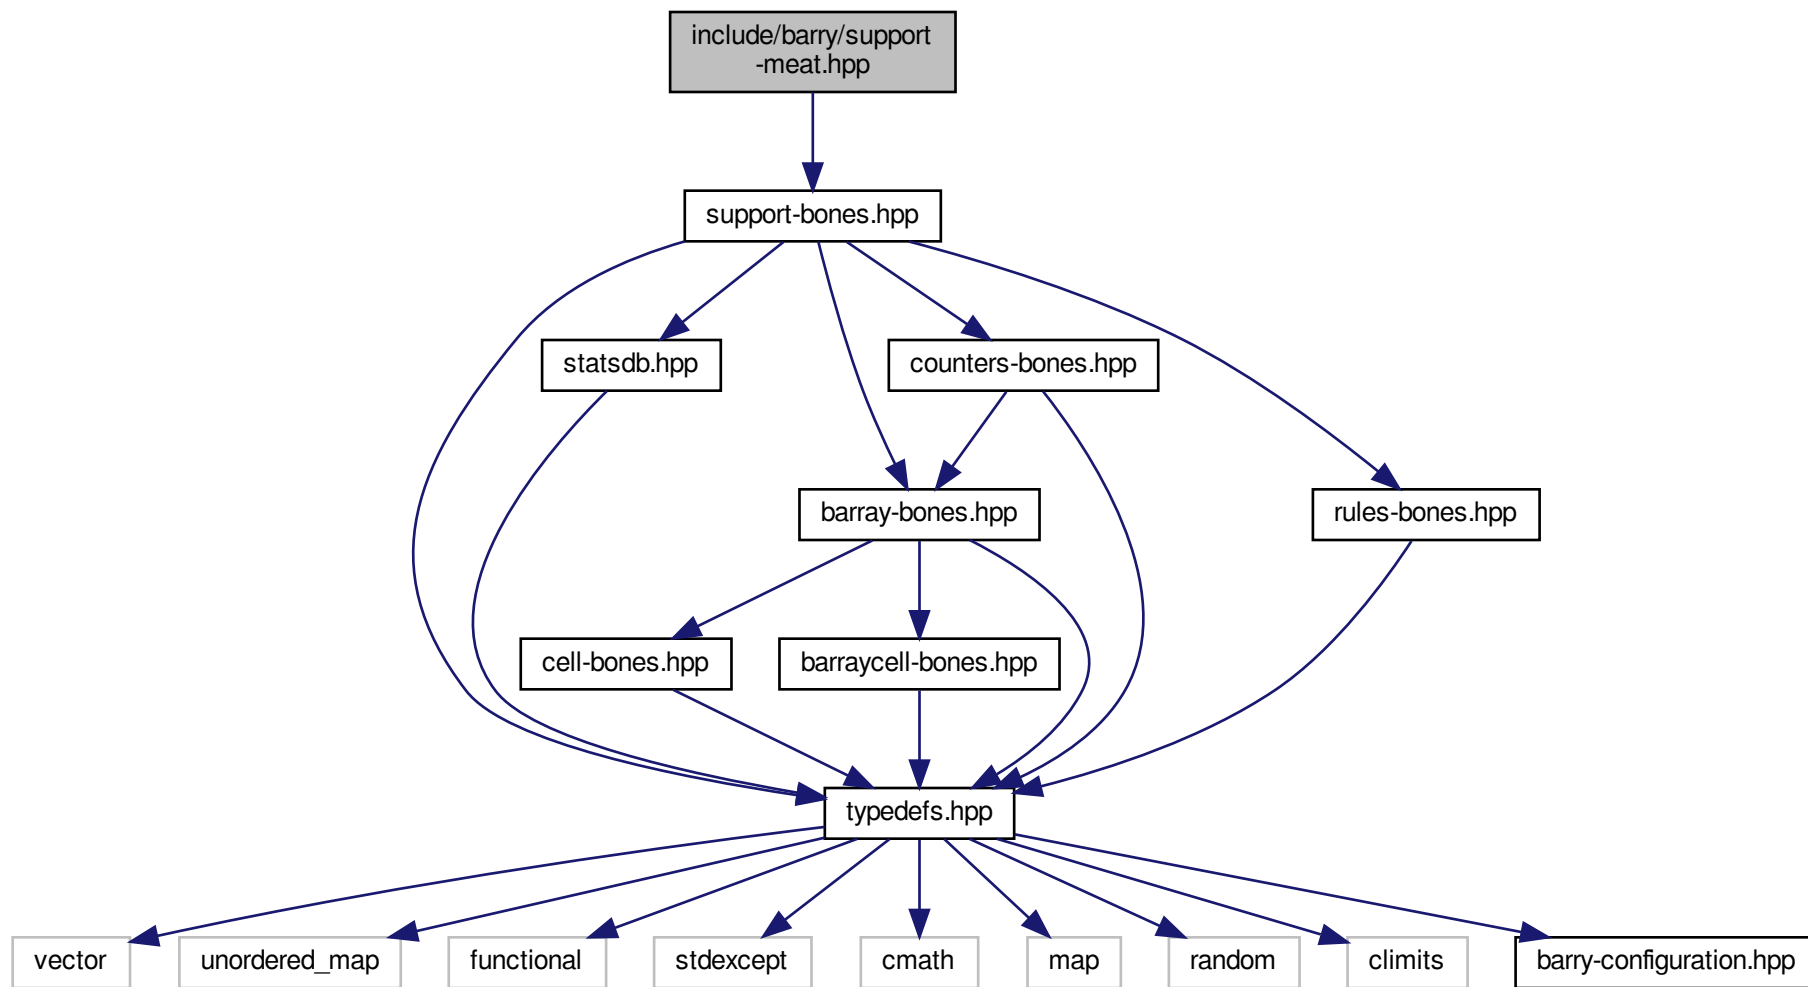 include/barry/support
-meat.hpp
support-bones.hpp
statsdb.hpp
counters-bones.hpp
barray-bones.hpp
rules-bones.hpp
cell-bones.hpp
barraycell-bones.hpp
typedefs.hpp
vector
unordered_map
functional
stdexcept
cmath
map
random
climits
barry-configuration.hpp